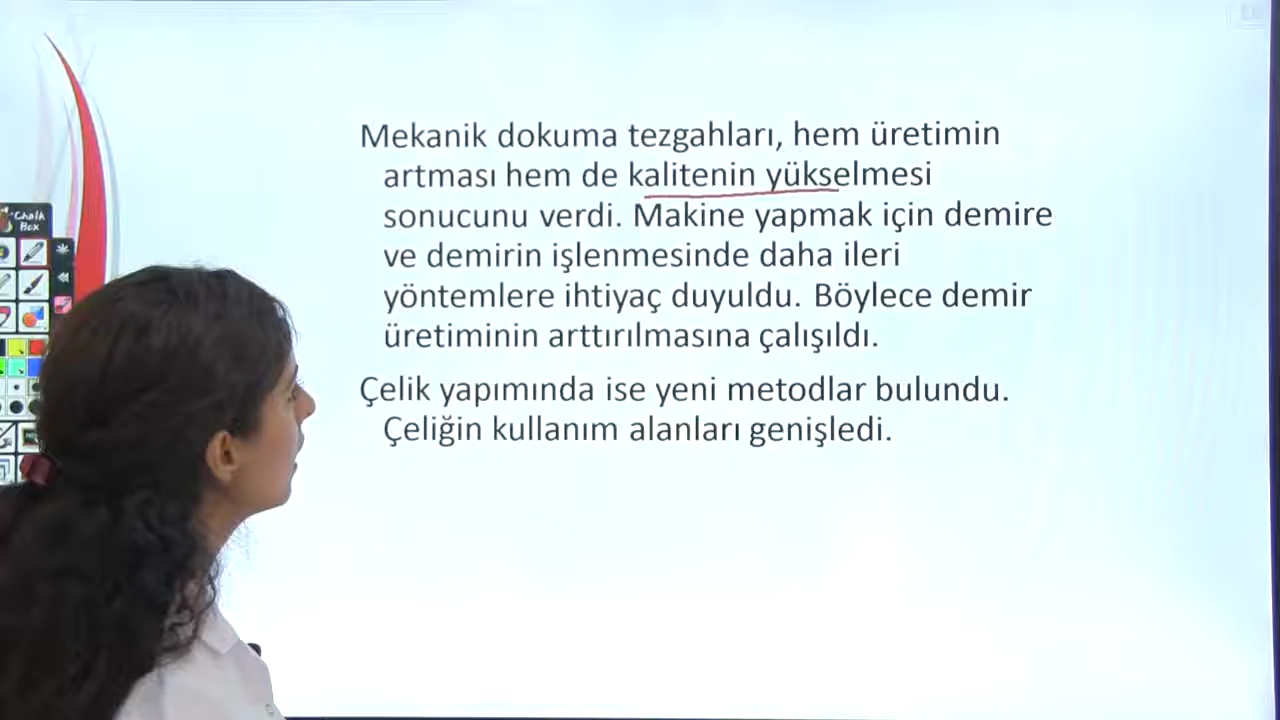 Mekanik dokuma tezgahları, hem üretimin
artması hem de kalitenin yükselmesi
sonucunu verdi. Makine yapmak için demire
ve demirin işlenmesinde daha ileri
yöntemlere ihtiyaç duyuldu. Böylece demir
üretiminin arttırılmasına çalışıldı.
Çelik yapımında ise yeni metodlar bulundu.
Çeliğin kullanım alanları genişledi.
Chalk
Box